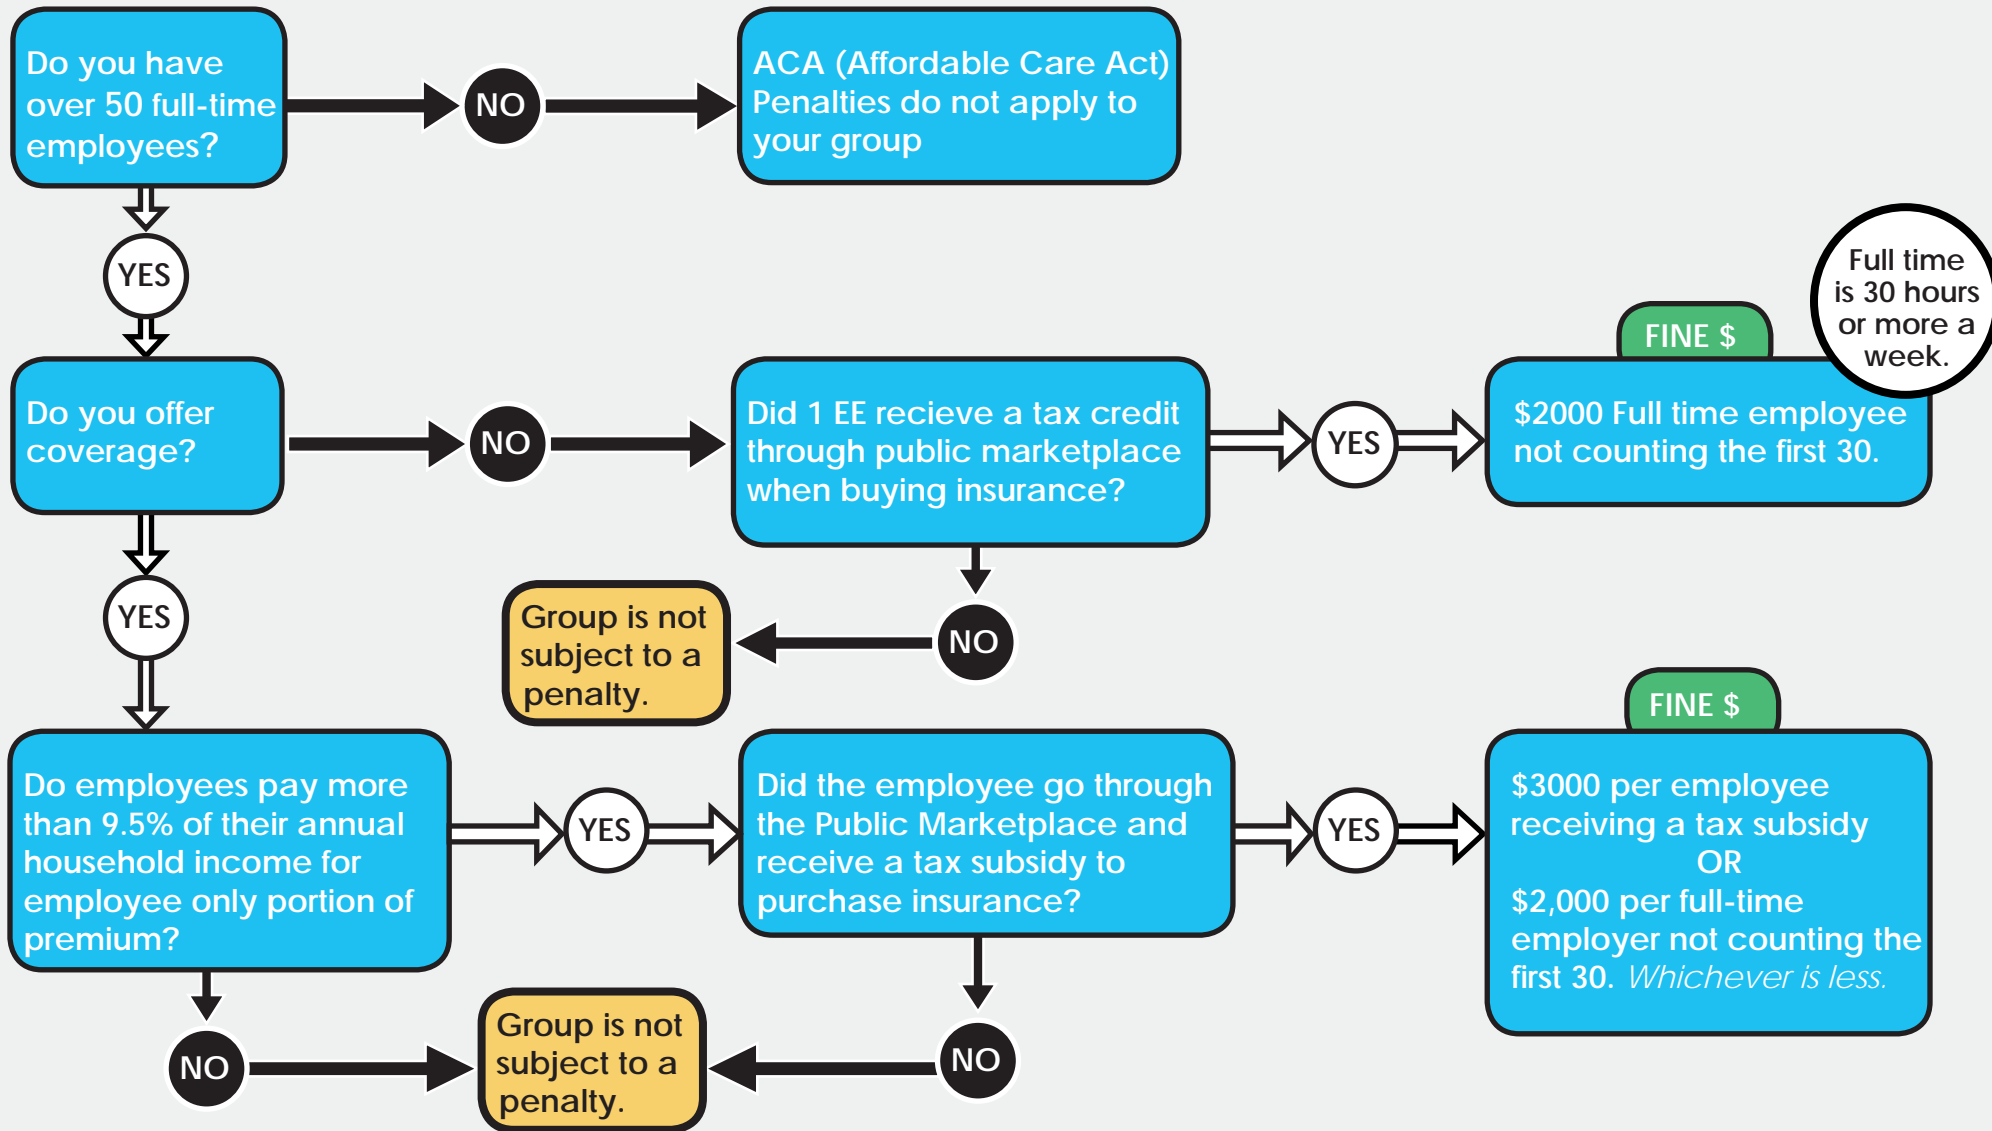 Do you have
over 50 full-time
employees?
NO
ACA (Affordable Care Act)
Penalties do not apply to
your group
YES
Full time
is 30 hours
or more a
week.
Do you offer
coverage?
NO
Did 1 EE recieve a tax credit
through public marketplace
when buying insurance?
YES
FINE $
$2000 Full time employee
not counting the first 30.
NO
Group is not
subject to a
penalty.
YES
Do employees pay more
than 9.5% of their annual
household income for
employee only portion of
premium?
YES
Did the employee go through
the Public Marketplace and
receive a tax subsidy to
purchase insurance?
YES
FINE $
$3000 per employee
receiving a tax subsidy
OR
$2,000 per full-time
employer not counting the
first 30. Whichever is less.
NO
Group is not
subject to a
penalty.
NO